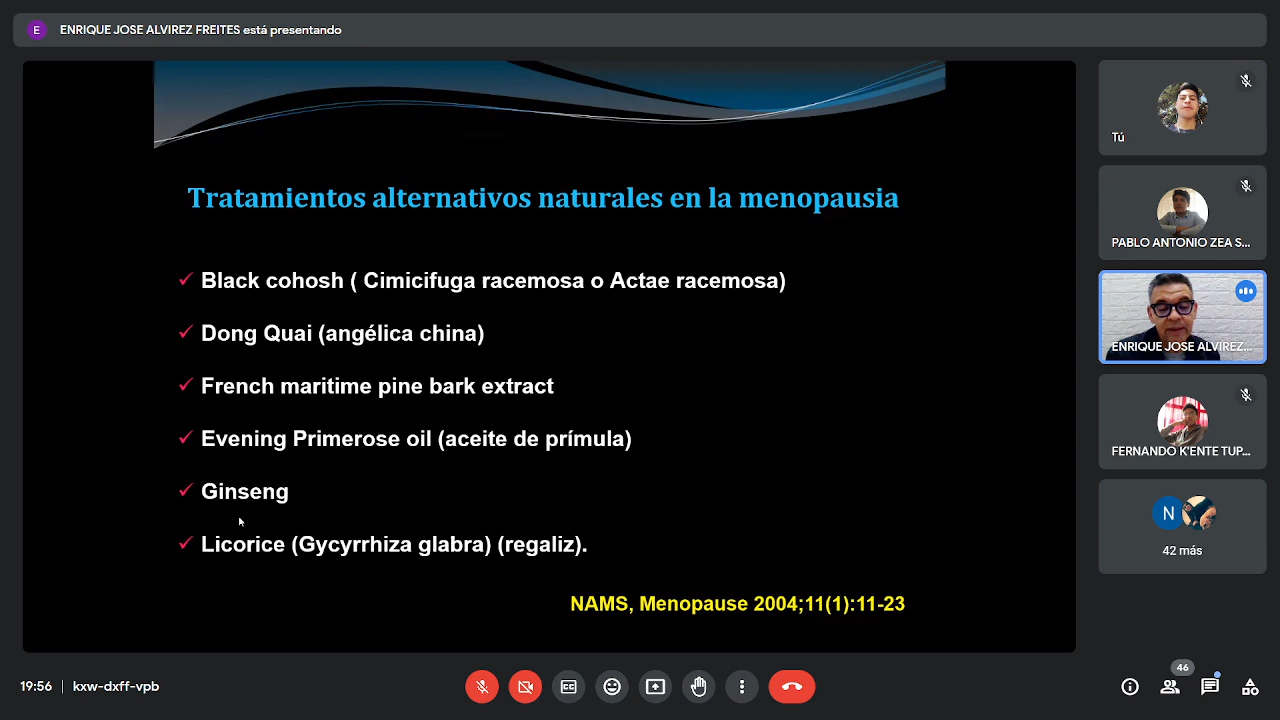 E ENRIQUE JOSE ALVIREZ FREITES está presentando
Tratamientos alternativos naturales en la menopausia
Black cohosh ( Cimicifuga racemosa o Actae racemosa)
Dong Quai (angélica china)
French maritime pine bark extract
Evening Primerose oil (aceite de prímula)
Ginseng
Licorice (Gycyrrhiza glabra) (regaliz).
NAMS, Menopause 2004;11(1):11-23
Tú
PABLO ANTONIO ZEA S...
ENRIQUE JOSE ALVIREZ...
FERNANDO K'ENTE TUP...
N
42 más
19:56 | kxw-dxff-vpb
CC
46